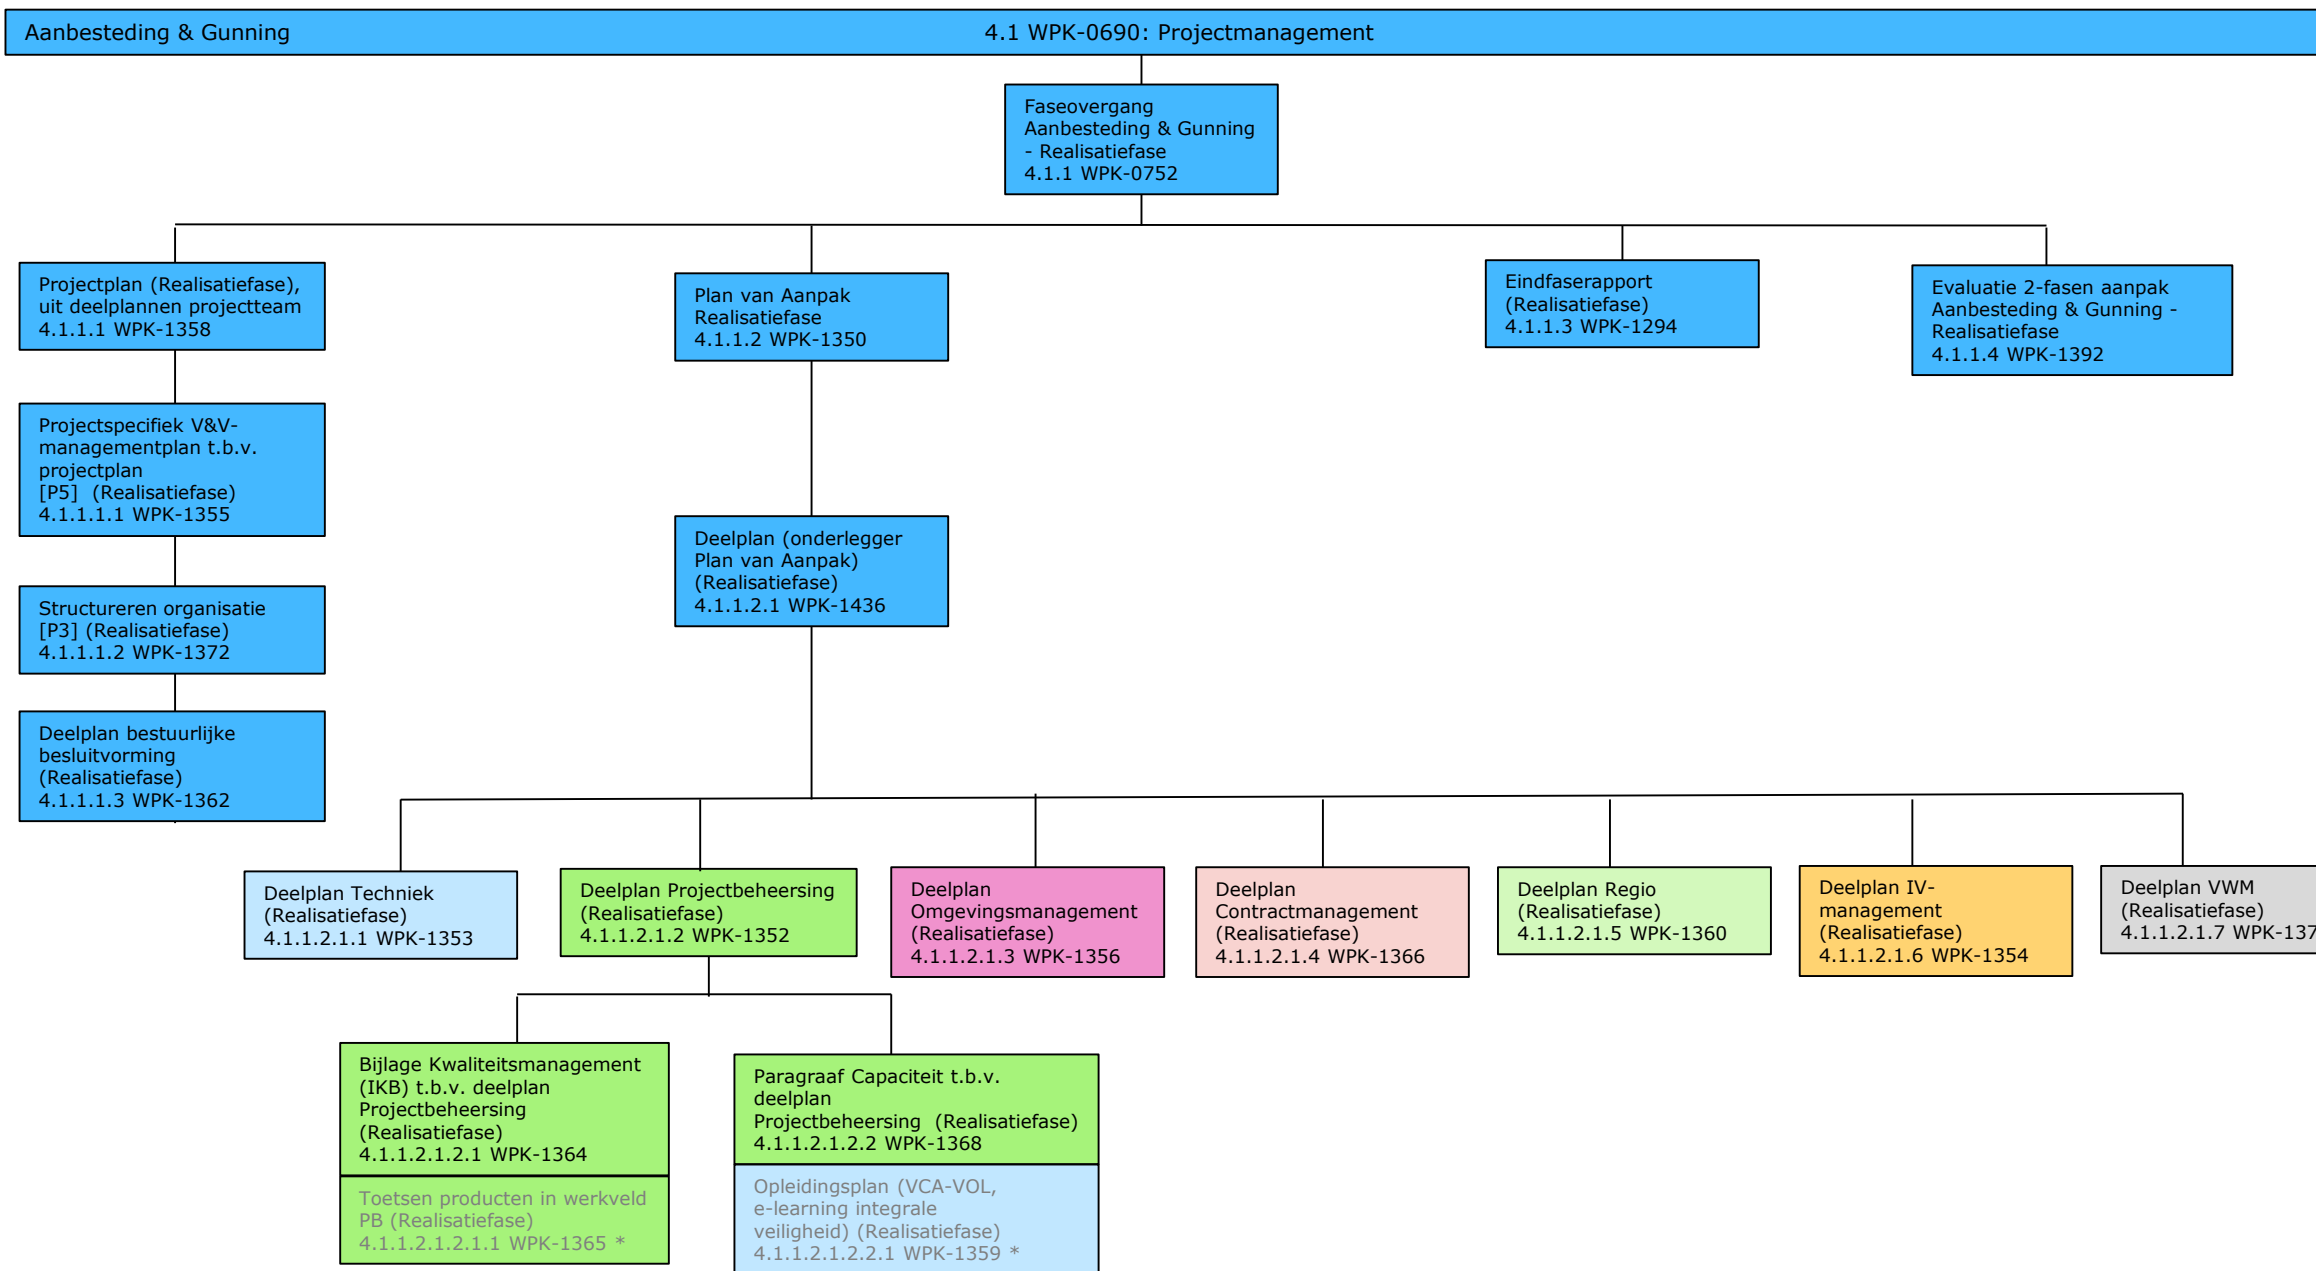 Aanbesteding & Gunning
4.1 WPK-0690: Projectmanagement
Faseovergang
Aanbesteding & Gunning
- Realisatiefase
4.1.1 WPK-0752
Projectplan (Realisatiefase),
uit deelplannen projectteam
4.1.1.1 WPK-1358
Plan van Aanpak
Realisatiefase
4.1.1.2 WPK-1350
Eindfaserapport
(Realisatiefase)
4.1.1.3 WPK-1294
Evaluatie 2-fasen aanpak
Aanbesteding & Gunning -
Realisatiefase
4.1.1.4 WPK-1392
Projectspecifiek V&V-
managementplan t.b.v.
projectplan
[P5] (Realisatiefase)
4.1.1.1.1 WPK-1355
Deelplan (onderlegger
Plan van Aanpak)
(Realisatiefase)
4.1.1.2.1 WPK-1436
Structureren organisatie
[P3] (Realisatiefase)
4.1.1.1.2 WPK-1372
Deelplan bestuurlijke
besluitvorming
(Realisatiefase)
4.1.1.1.3 WPK-1362
Deelplan Techniek
(Realisatiefase)
4.1.1.2.1.1 WPK-1353
Deelplan Projectbeheersing
(Realisatiefase)
4.1.1.2.1.2 WPK-1352
Deelplan
Omgevingsmanagement
(Realisatiefase)
4.1.1.2.1.3 WPK-1356
Deelplan
Contractmanagement
(Realisatiefase)
4.1.1.2.1.4 WPK-1366
Deelplan Regio
(Realisatiefase)
4.1.1.2.1.5 WPK-1360
Deelplan IV-
management
(Realisatiefase)
4.1.1.2.1.6 WPK-1354
Deelplan VWM
(Realisatiefase)
4.1.1.2.1.7 WPK-137
Bijlage Kwaliteitsmanagement
(IKB) t.b.v. deelplan
Projectbeheersing
(Realisatiefase)
4.1.1.2.1.2.1 WPK-1364
Toetsen producten in werkveld
PB (Realisatiefase)
4.1.1.2.1.2.1.1 WPK-1365 *
Paragraaf Capaciteit t.b.v.
deelplan
Projectbeheersing (Realisatiefase)
4.1.1.2.1.2.2 WPK-1368
Opleidingsplan (VCA-VOL,
e-learning integrale
veiligheid) (Realisatiefase)
4.1.1.2.1.2.2.1 WPK-1359 *